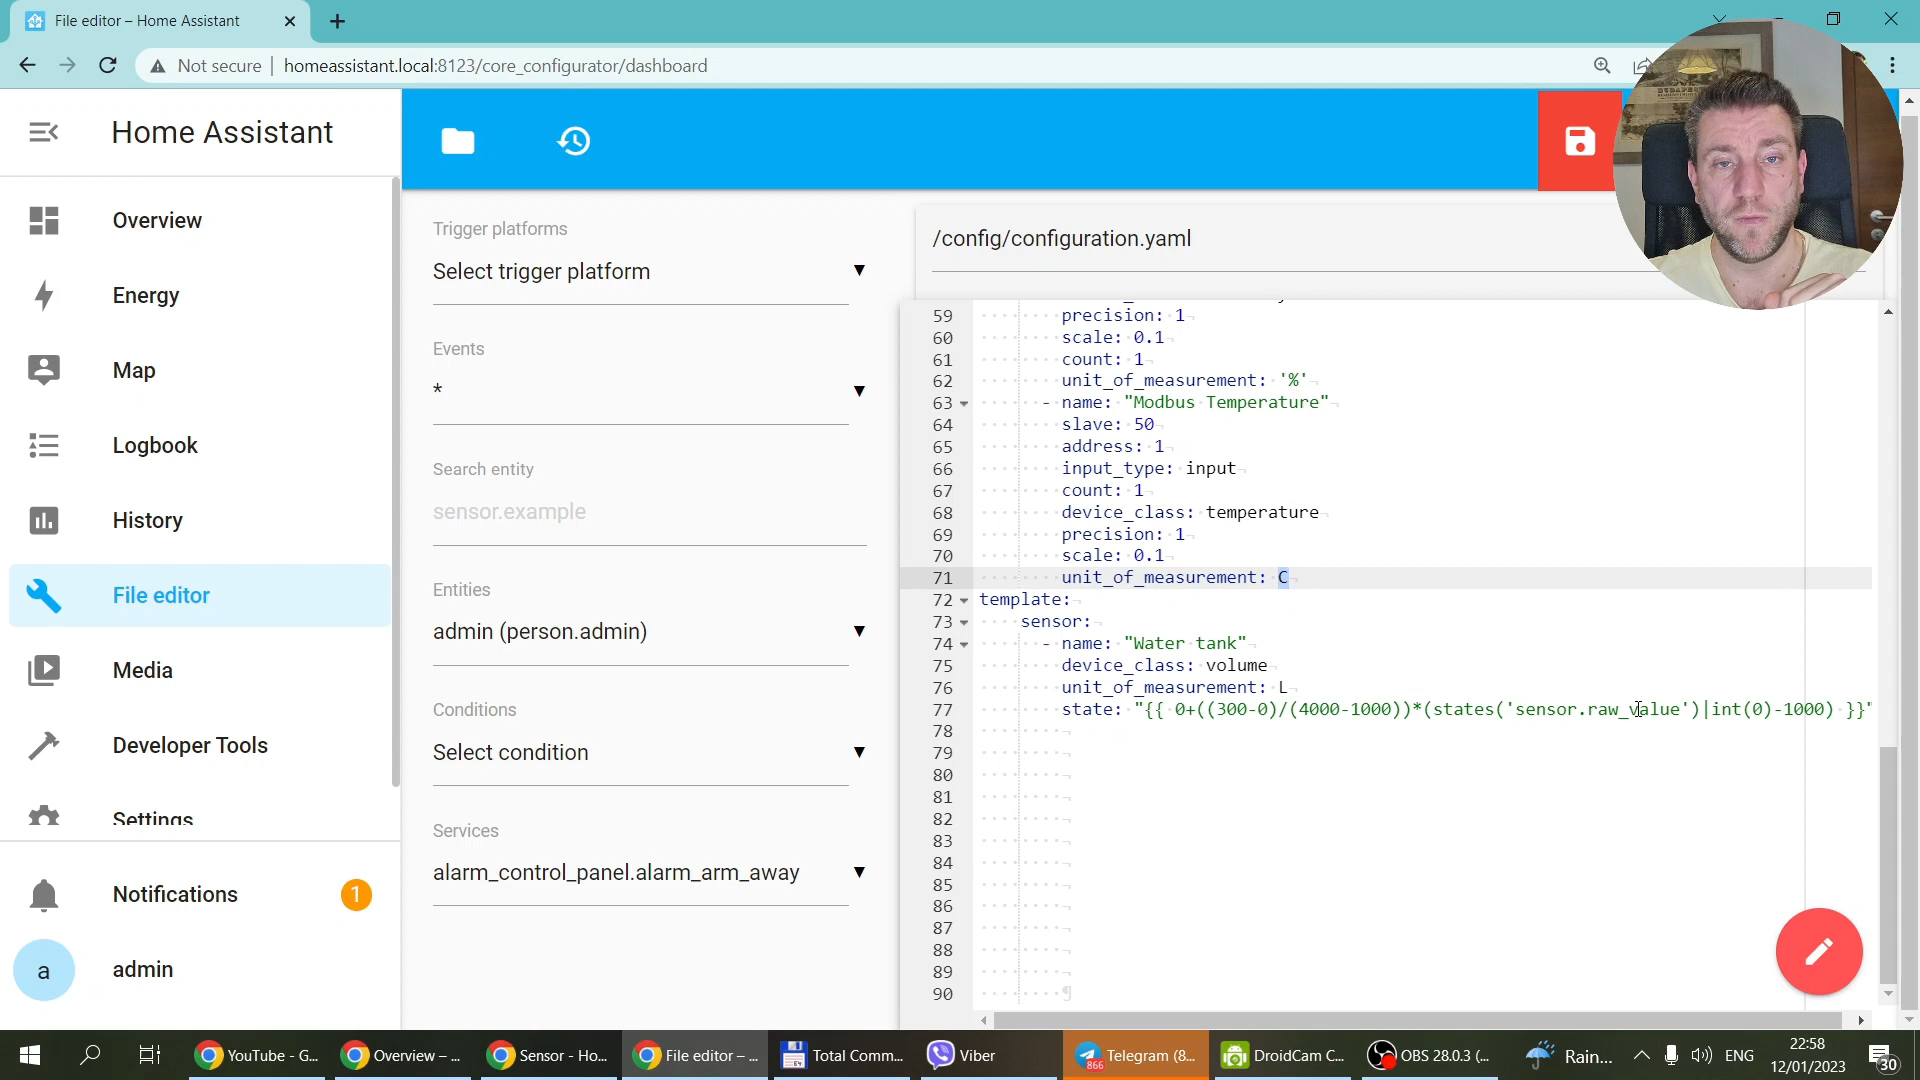 File editor – Home Assistant
Not secure
homeassistant.local:8123/core_configurator/dashboard
Home Assistant
Overview
Energy
Map
Logbook
History
File editor
Media
Developer Tools
Settings
Notifications
1
a
admin
Trigger platforms
Select trigger platform
Events
*
Search entity
sensor.example
Entities
admin (person.admin)
Conditions
Select condition
Services
alarm_control_panel.alarm_arm_away
/config/configuration.yaml
59 precision: 1
60 scale: 0.1
61 count: 1
62 unit_of_measurement: '%'
63 - name: "Modbus Temperature"
64 slave: 50
65 address: 1
66 input_type: input
67 count: 1
68 device_class: temperature
69 precision: 1
70 scale: 0.1
71 unit_of_measurement: C
72 template:
73 sensor:
74 - name: "Water tank"
75 device_class: volume
76 unit_of_measurement: L
77 state: "{{ 0+((300-0)/(4000-1000))*(states('sensor.raw_value')|int(0)-1000) }}"
78
79
80
81
82
83
84
85
86
87
88
89
90
YouTube - G...
Overview – ...
Sensor - Ho...
File editor – ...
Total Comm...
Viber
866
Telegram (8...
DroidCam C...
OBS 28.0.3 (...
Rain...
ENG
22:58
12/01/2023
30